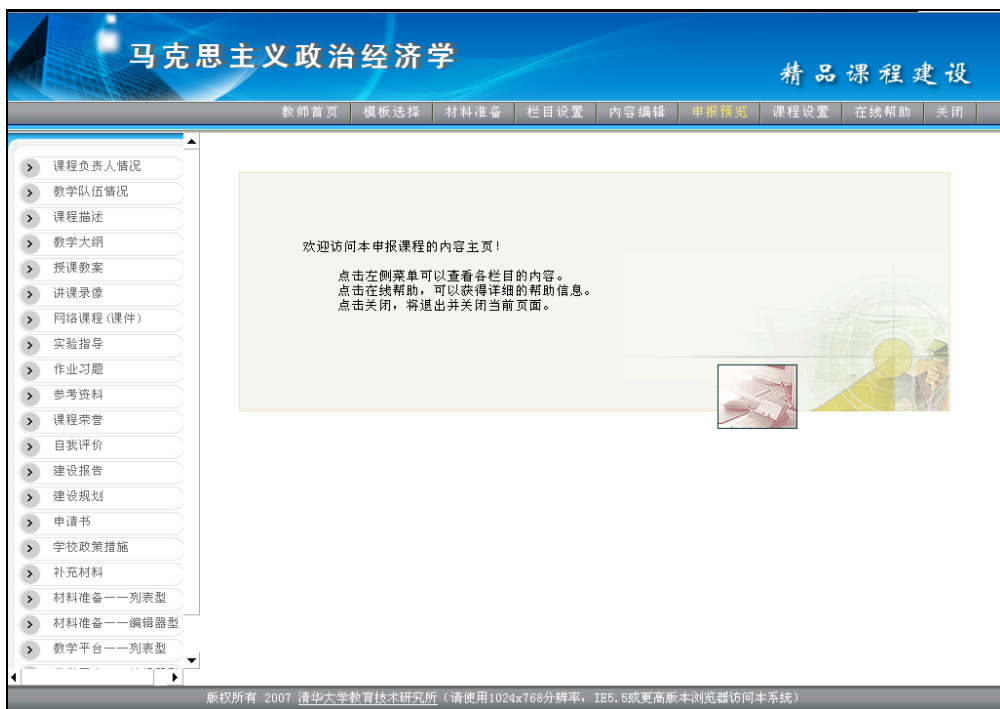 马克思主义政治经济学
精品课程建设
教师首页 模板选择 材料准备 栏目设置 内容编辑 申报预览 课程设置 在线帮助 关闭
课程负责人情况
教学队伍情况
课程描述
教学大纲
授课教案
讲课录像
网络课程(课件)
实验指导
作业习题
参考资料
课程荣誉
自我评价
建设报告
建设规划
申请书
学校政策措施
补充材料
材料准备——列表型
材料准备——编辑器型
教学平台——列表型
欢迎访问本申报课程的内容主页!
点击左侧菜单可以查看各栏目的内容。
点击在线帮助，可以获得详细的帮助信息。
点击关闭，将退出并关闭当前页面。
版权所有 2007 清华大学教育技术研究所(请使用1024x768分辨率，IE5.5或更高版本浏览器访问本系统)